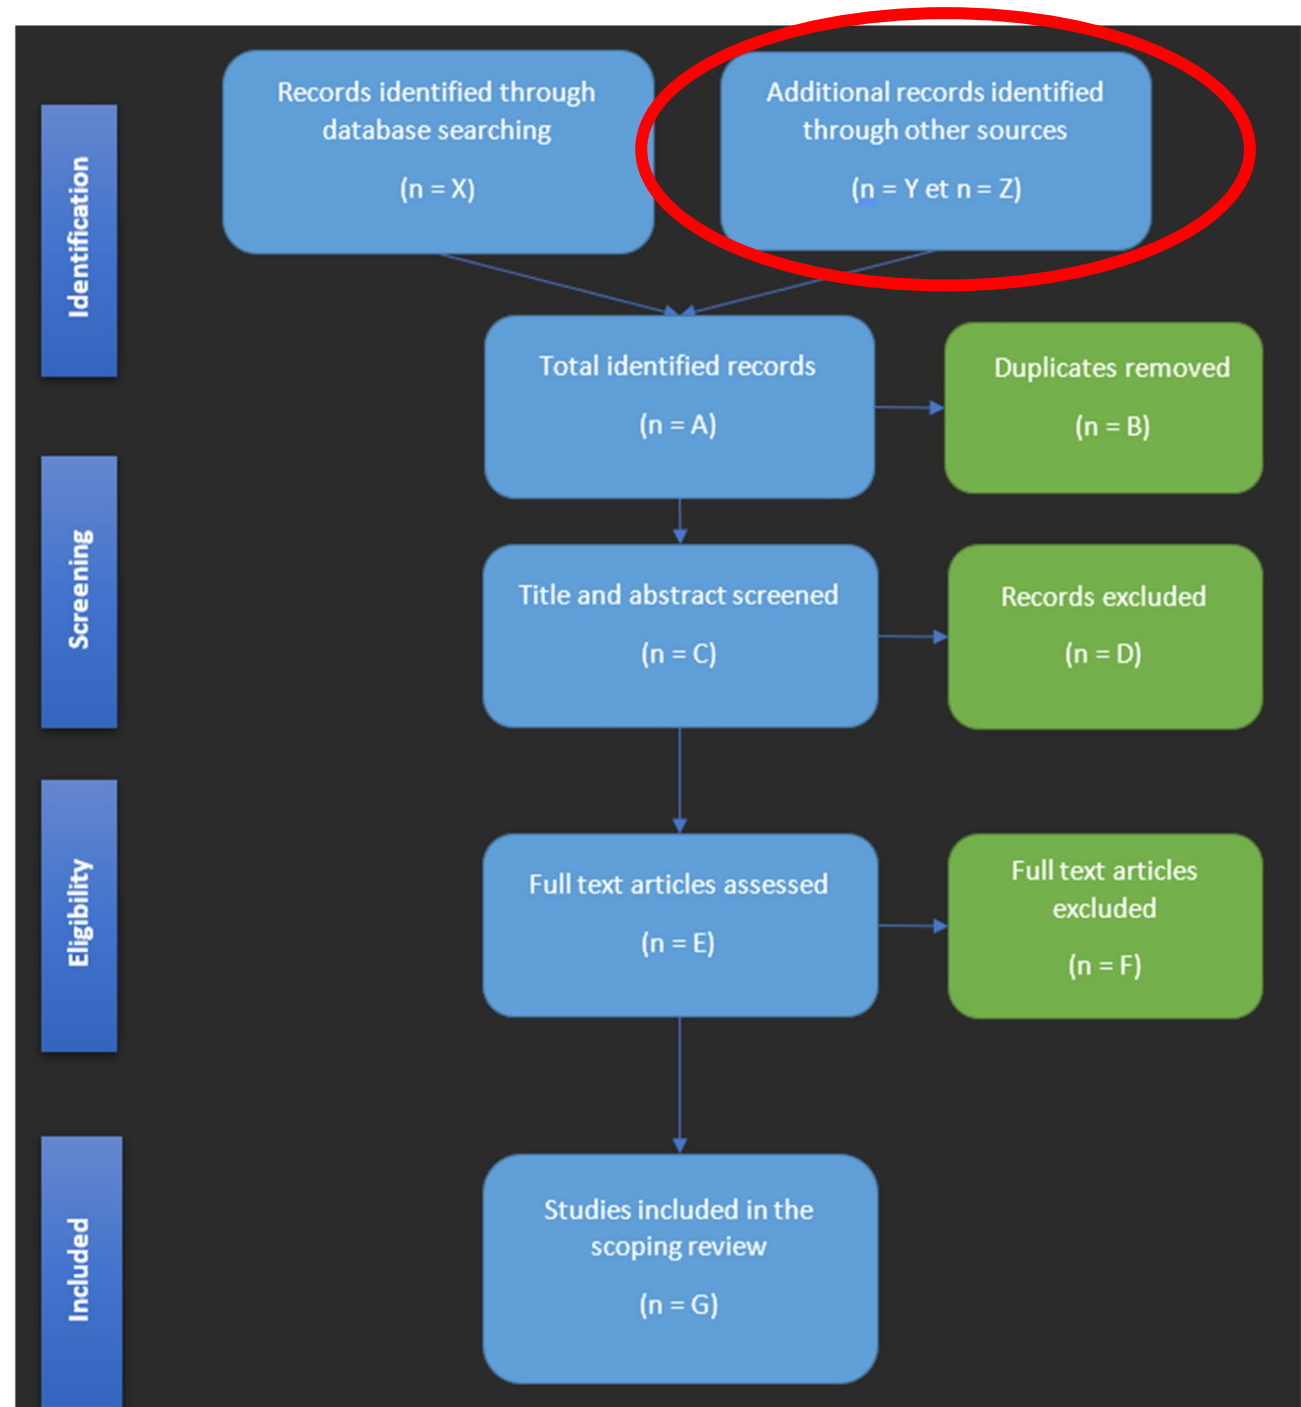 Identification
Records identified through
database searching
(n = X)
Additional records identified
through other sources
(n = Y et n = Z)
Total identified records
(n = A)
Duplicates removed
(n = B)
Screening
Title and abstract screened
(n = C)
Records excluded
(n = D)
Eligibility
Full text articles assessed
(n = E)
Full text articles
excluded
(n = F)
Included
Studies included in the
scoping review
(n = G)